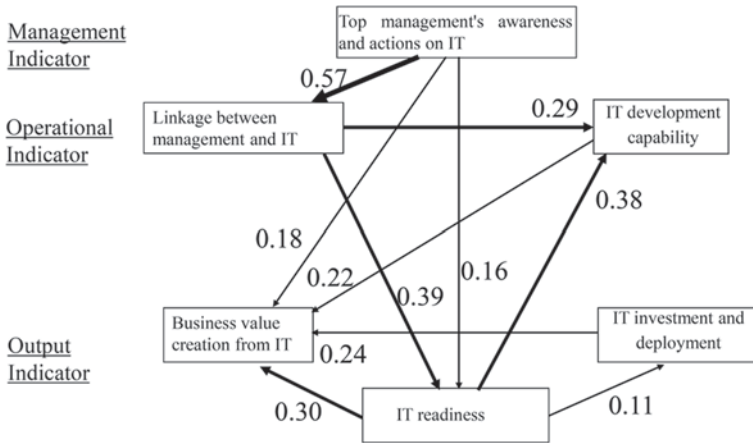 Management
Indicator
Top management's awareness
and actions on IT
0.57
Operational
Indicator
Linkage between
management and IT
0.29
IT development
capability
0.38
0.18
0.22
0.39
0.16
Output
Indicator
Business value
creation from IT
0.24
IT investment and
deployment
0.30
IT readiness
0.11